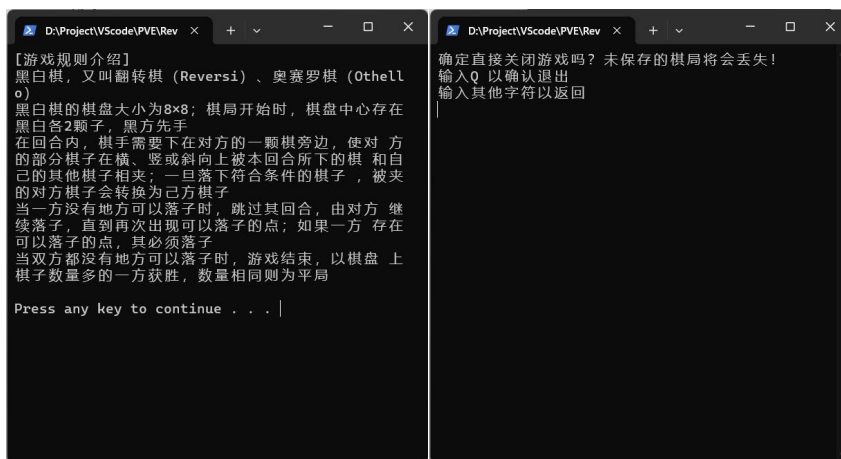 D:\Project\VScode\PVE\Rev
[游戏规则介绍]
黑白棋, 又叫翻转棋 (Reversi) 、奥赛罗棋 (Othell
o)
黑白棋的棋盘大小为8×8; 棋局开始时, 棋盘中心存在
黑白各2颗子, 黑方先手
在回合内, 棋手需要下在对方的一颗棋旁边, 使对 方
的部分棋子在横、竖或斜向上被本回合所下的棋 和自
己的其他棋子相夹; 一旦落下符合条件的棋子 , 被夹
的对方棋子会转换为己方棋子
当一方没有地方可以落子时, 跳过其回合, 由对方 继
续落子, 直到再次出现可以落子的点; 如果一方 存在
可以落子的点, 其必须落子
当双方都没有地方可以落子时, 游戏结束, 以棋盘 上
棋子数量多的一方获胜, 数量相同则为平局
Press any key to continue . . .
D:\Project\VScode\PVE\Rev
确定直接关闭游戏吗? 未保存的棋局将会丢失!
输入Q 以确认退出
输入其他字符以返回